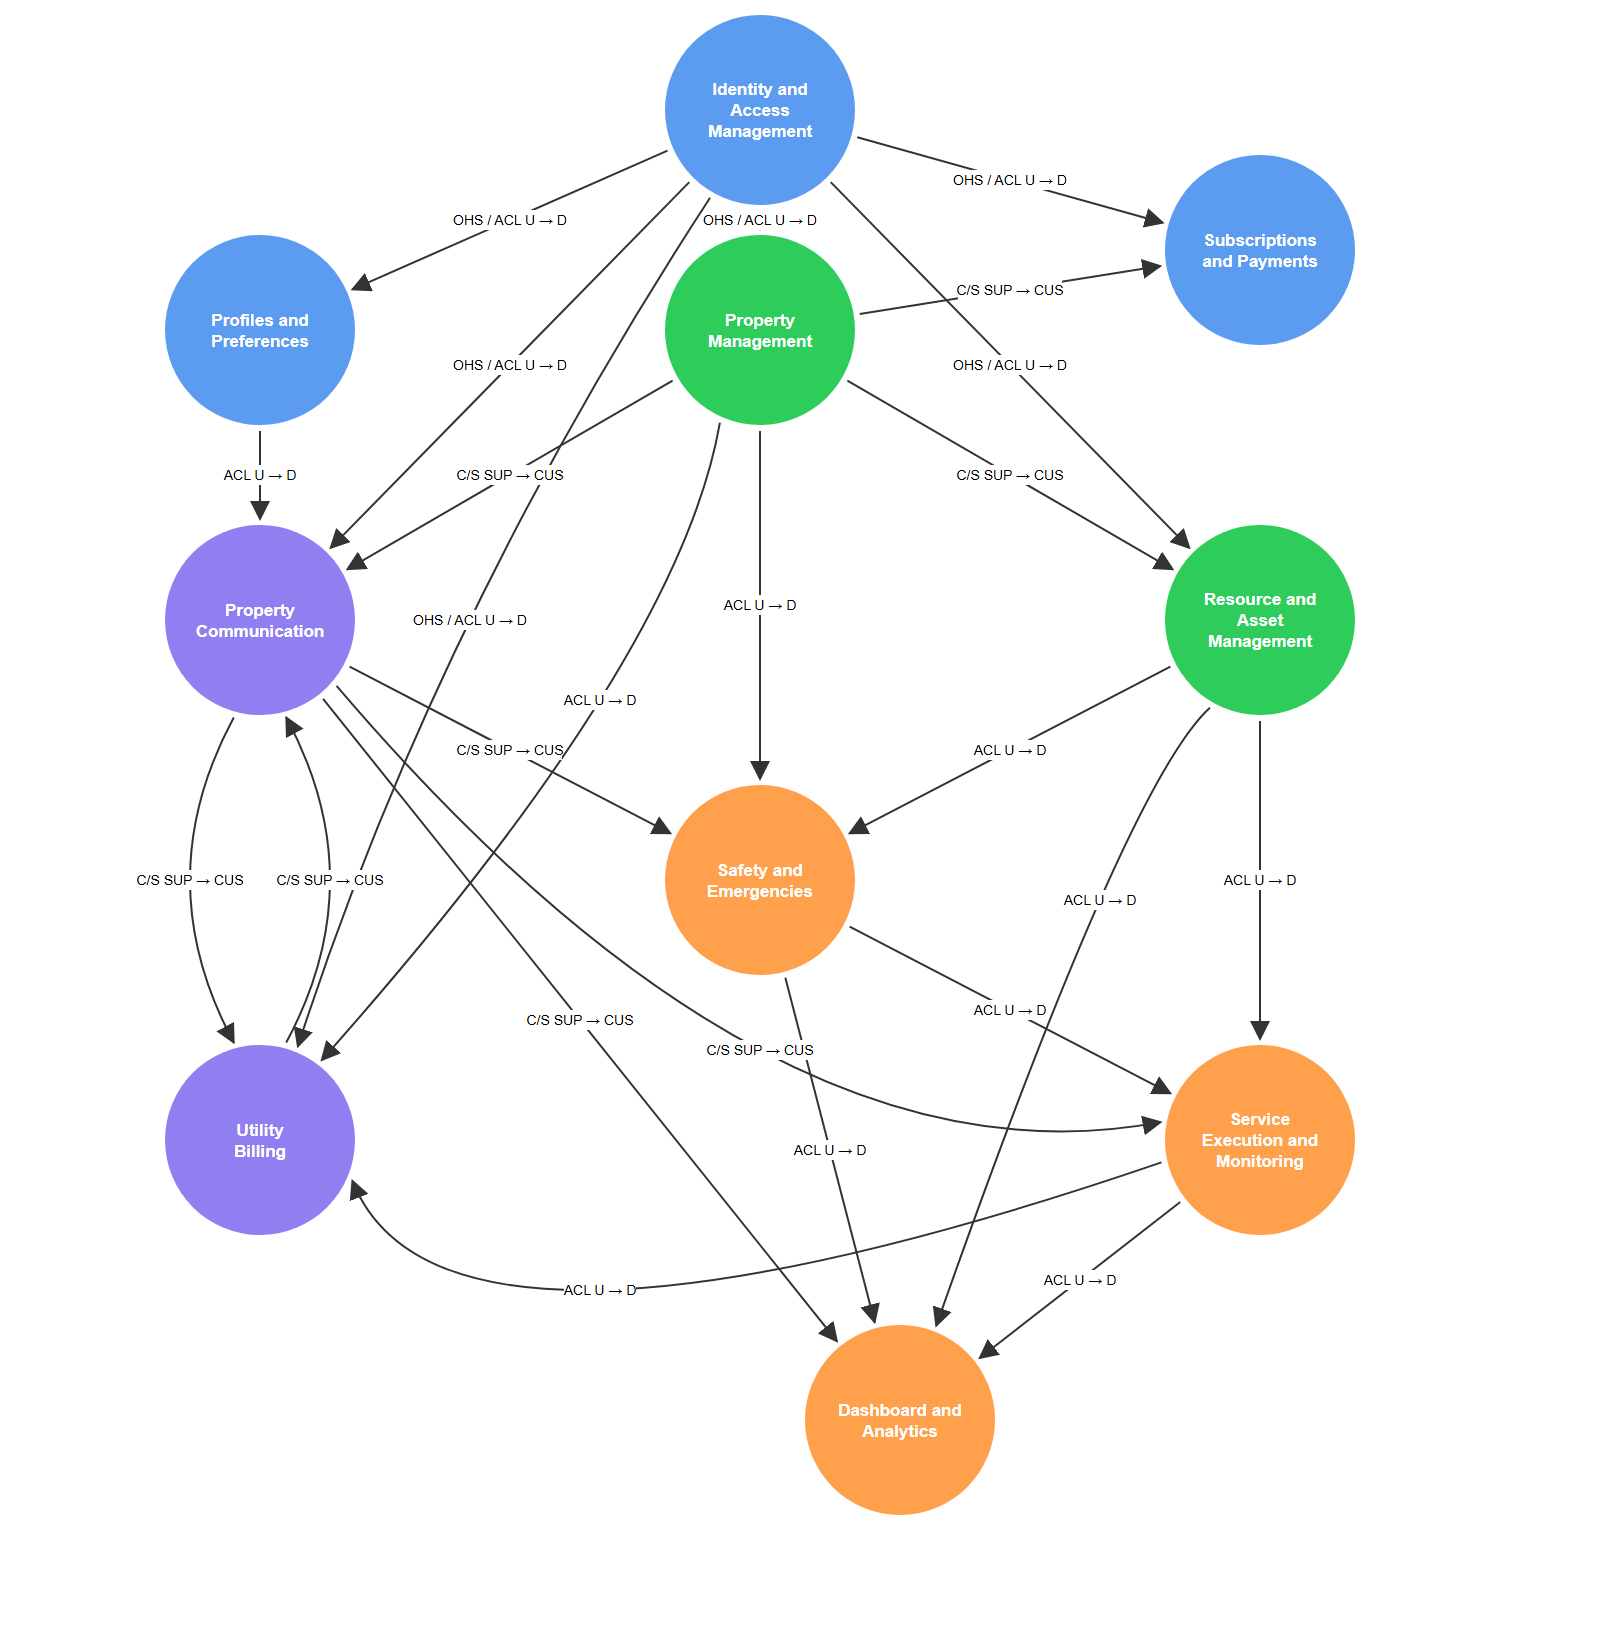 Identity and
Access
Management
OHS / ACL U → D
Subscriptions
and Payments
OHS / ACL U → D
OHS / ACL U → D
C/S SUP → CUS
Profiles and
Preferences
Property
Management
OHS / ACL U → D
OHS / ACL U → D
ACL U → D
C/S SUP → CUS
C/S SUP → CUS
Property
Communication
OHS / ACL U → D
ACL U → D
Resource and
Asset
Management
ACL U → D
C/S SUP → CUS
ACL U → D
C/S SUP → CUS
C/S SUP → CUS
Safety and
Emergencies
ACL U → D
ACL U → D
C/S SUP → CUS
C/S SUP → CUS
ACL U → D
Utility
Billing
ACL U → D
Service
Execution and
Monitoring
ACL U → D
ACL U → D
Dashboard and
Analytics